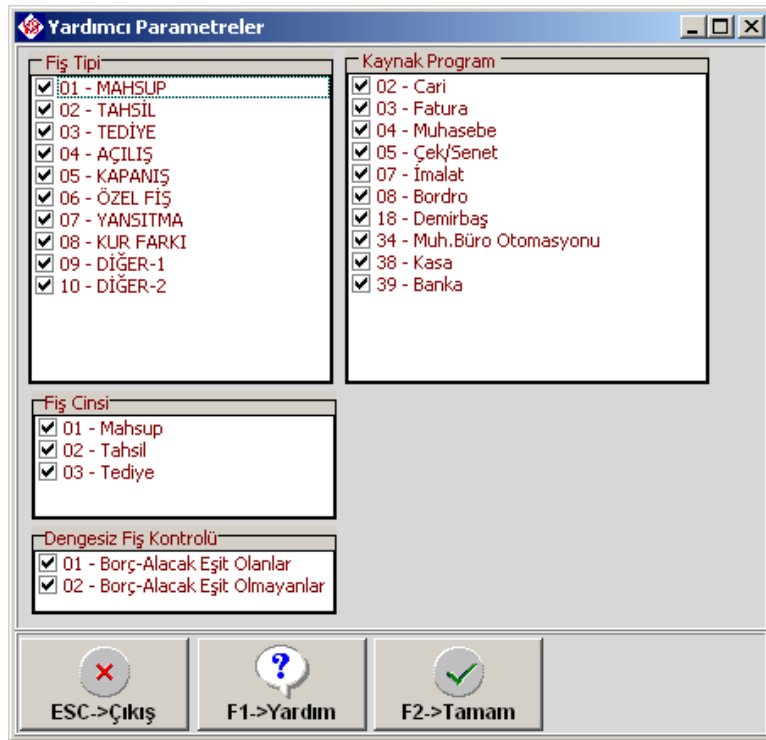 Yardımcı Parametreler
Fiş Tipi
01 - MAHSUP
02 - TAHSİL
03 - TEDİYE
04 - AÇILIŞ
05 - KAPANIŞ
06 - ÖZEL FİŞ
07 - YANSITMA
08 - KUR FARKI
09 - DİĞER-1
10 - DİĞER-2
Kaynak Program
02 - Cari
03 - Fatura
04 - Muhasebe
05 - Çek/Senet
07 - İmalat
08 - Bordro
18 - Demirbaş
34 - Muh.Büro Otomasyonu
38 - Kasa
39 - Banka
Fiş Cinsi
01 - Mahsup
02 - Tahsil
03 - Tediye
Dengesiz Fiş Kontrolü
01 - Borç-Alacak Eşit Olanlar
02 - Borç-Alacak Eşit Olmayanlar
ESC->Çıkış
F1->Yardım
F2->Tamam